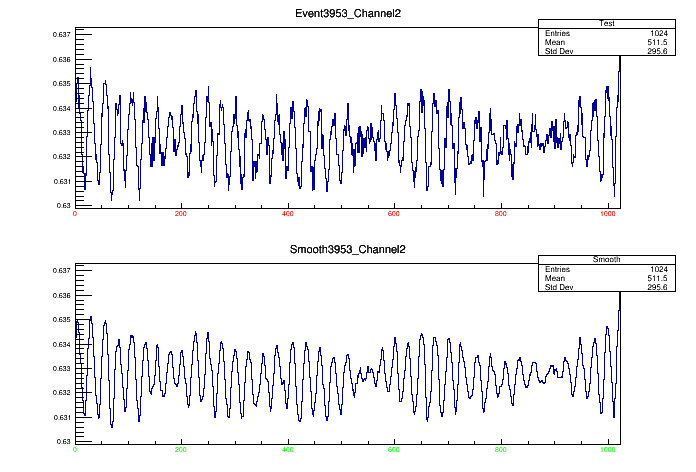 Event3953_Channel2
Test
Entries 1024
Mean 511.5
Std Dev 295.6
0.637
0.636
0.635
0.634
0.633
0.632
0.631
0.63
0 200 400 600 800 1000
Smooth3953_Channel2
Smooth
Entries 1024
Mean 511.5
Std Dev 295.6
0.637
0.636
0.635
0.634
0.633
0.632
0.631
0.63
0 200 400 600 800 1000